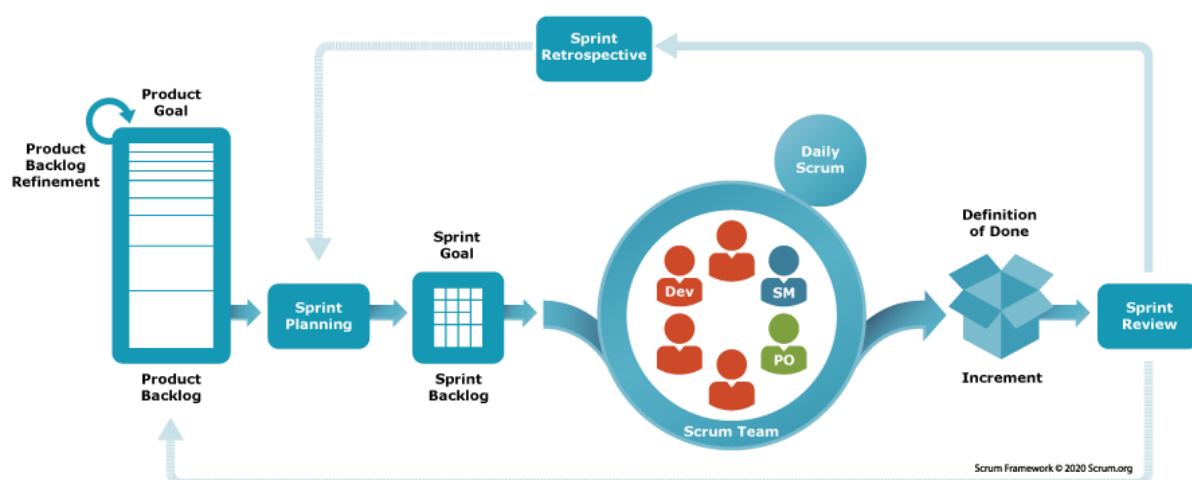 Sprint
Retrospective
Product
Goal
Product
Backlog
Refinement
Daily
Scrum
Definition
of Done
Sprint
Goal
Dev
SM
Sprint
Planning
Sprint
Review
PO
Product
Backlog
Sprint
Backlog
Increment
Scrum Team
Scrum Framework © 2020 Scrum.org